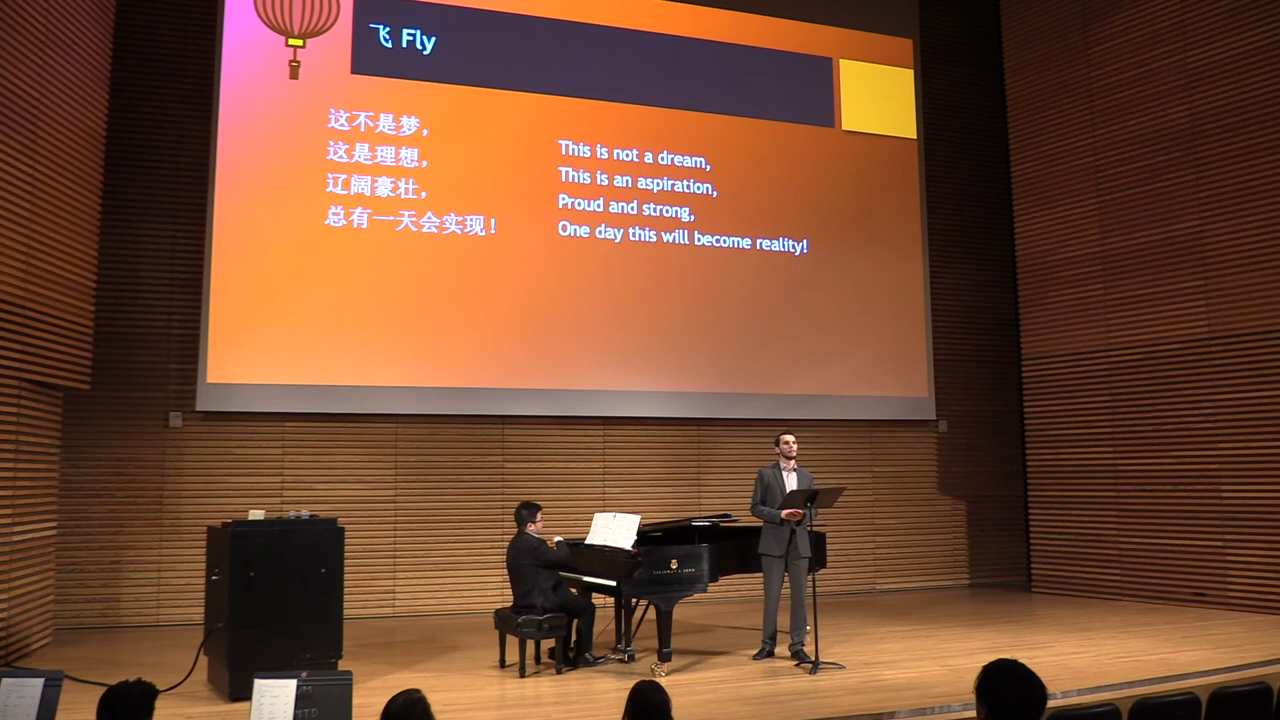 飞 Fly
这不是梦，
这是理想，
辽阔豪壮，
总有一天会实现！
This is not a dream,
This is an aspiration,
Proud and strong,
One day this will become reality!
STEINWAY & SONS